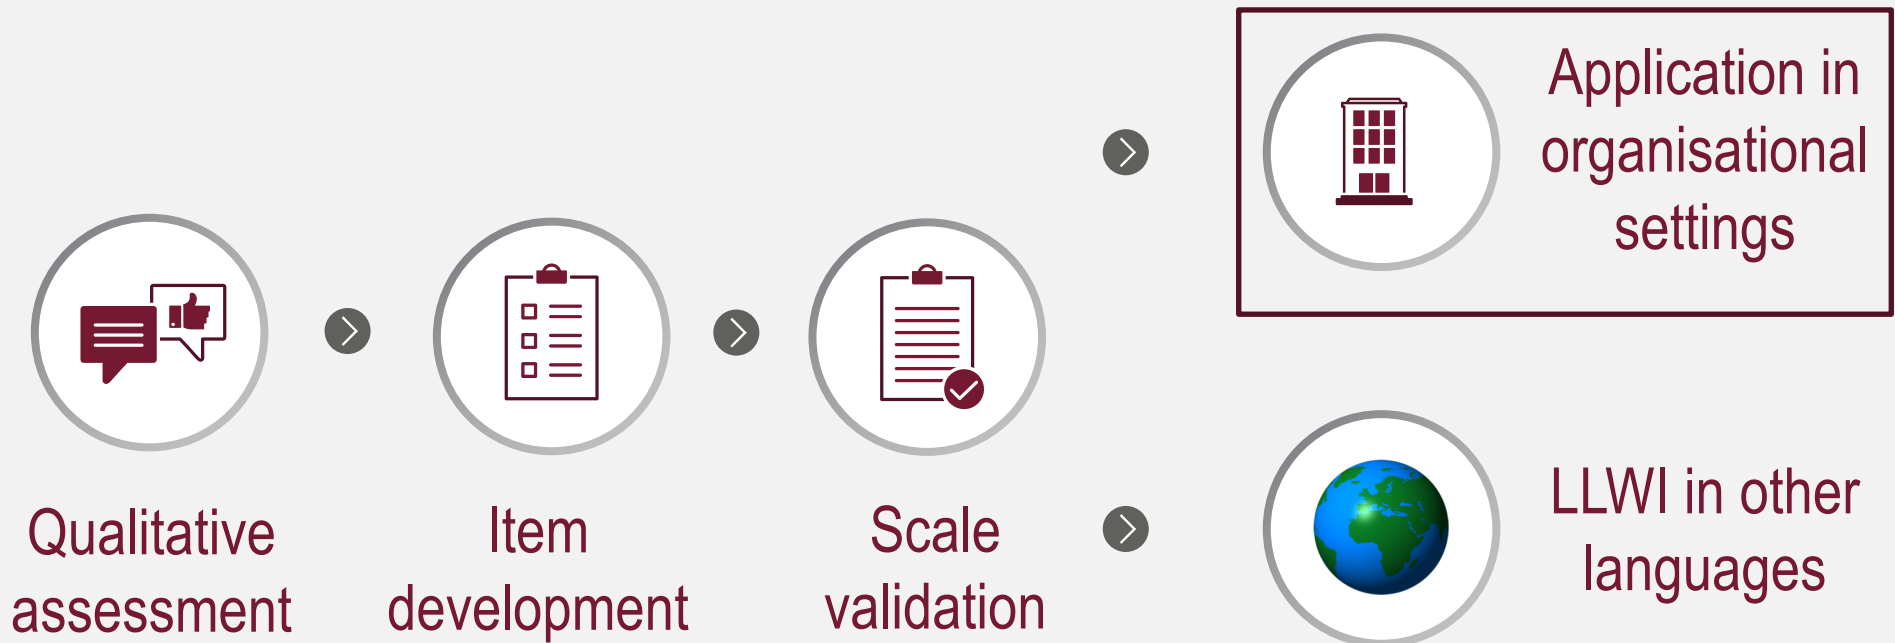 Application in
organisational
settings
Qualitative
assessment
Item
development
Scale
validation
LLWI in other
languages